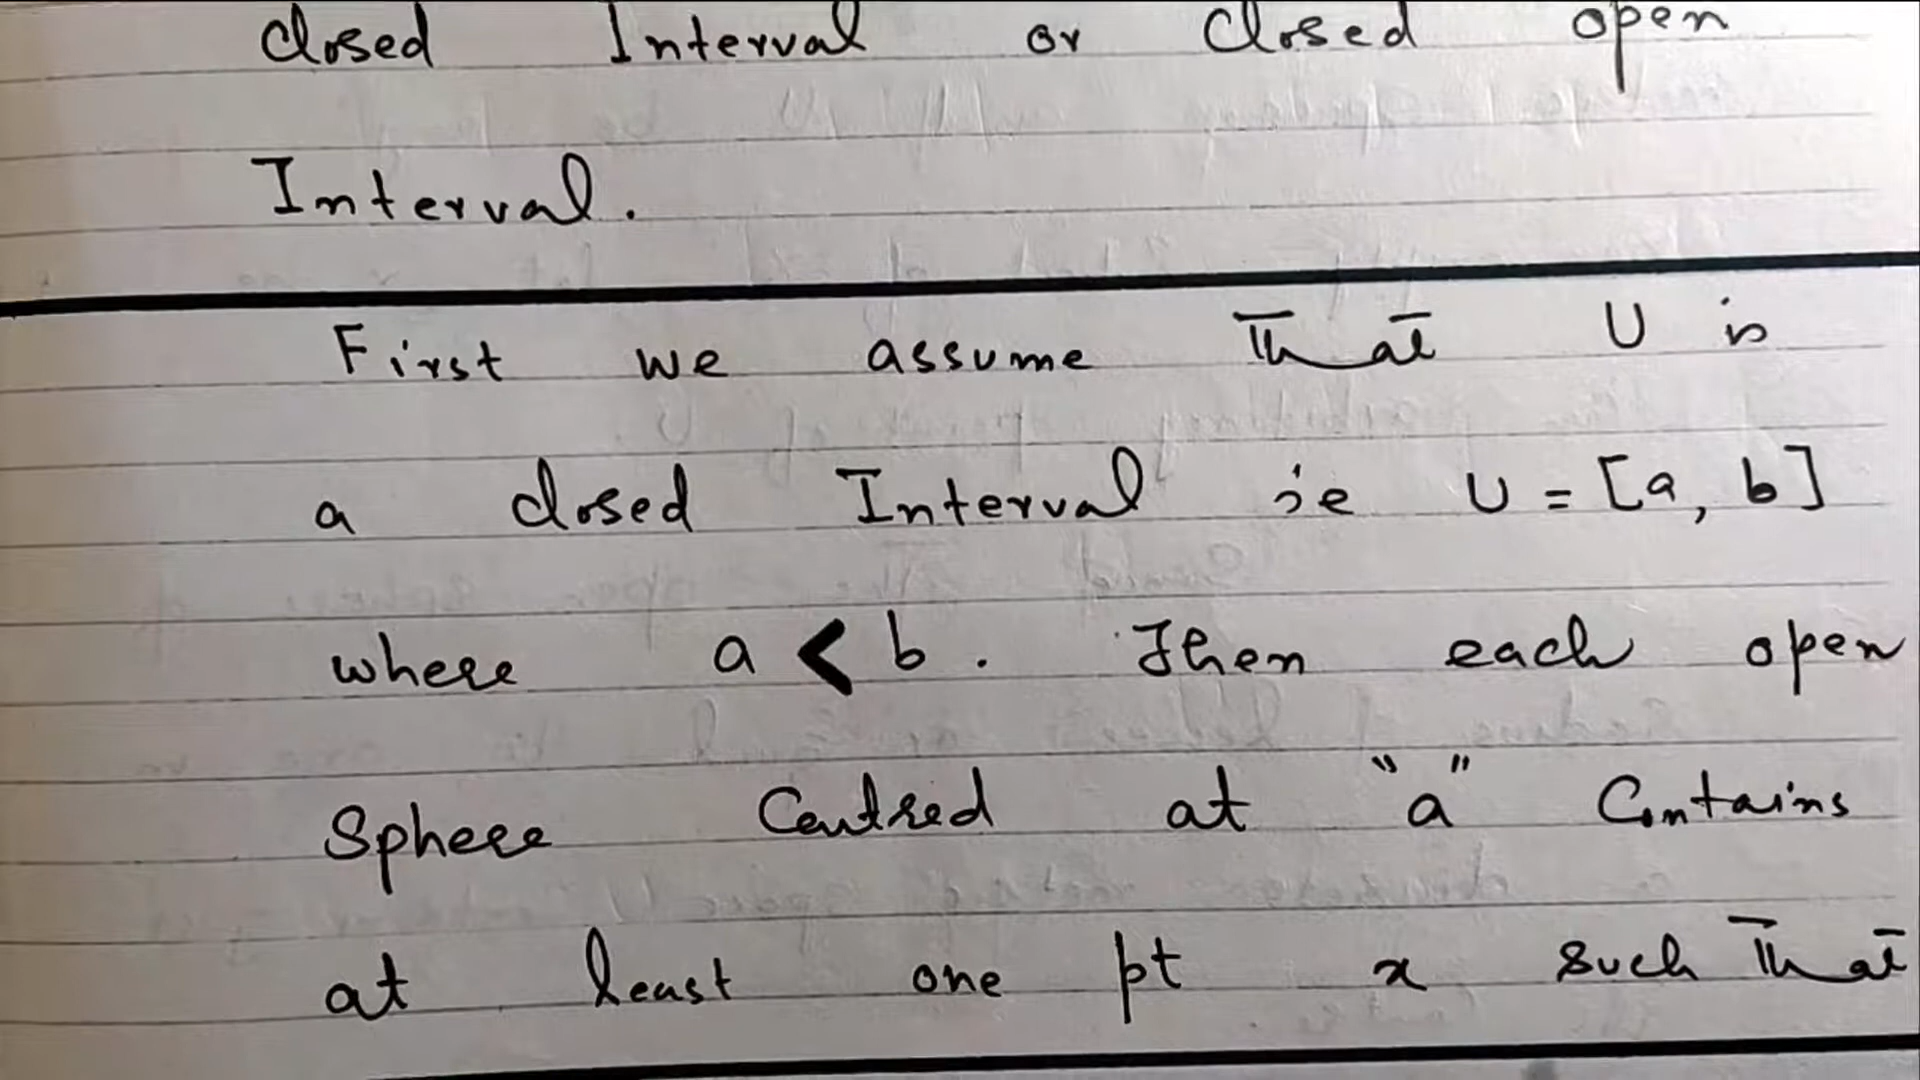 closed Interval or closed open
Interval.
First we assume That U is
a closed Interval ie U = [a, b]
where a < b. Then each open
Sphere Centred at "a" Contains
at least one pt x such That